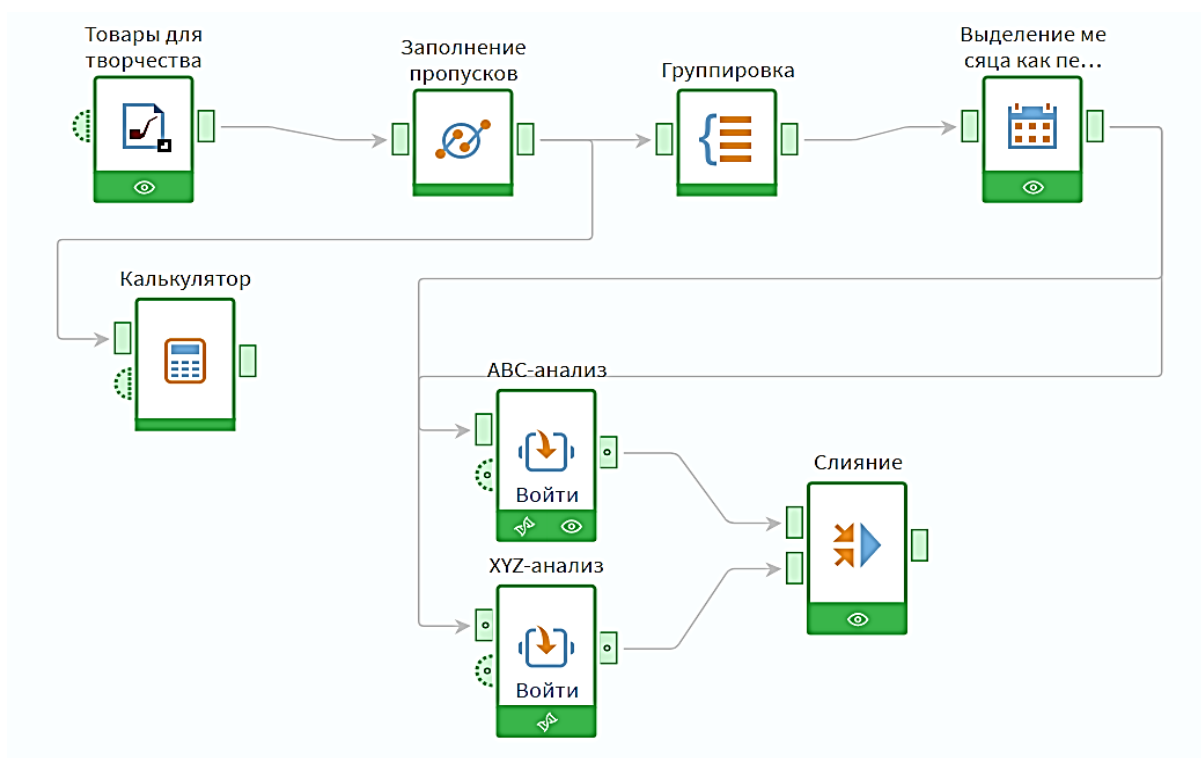 Товары для
творчества
Заполнение
пропусков
Группировка
Выделение ме
сяца как пе...
Калькулятор
ABC-анализ
Войти
Слияние
XYZ-анализ
Войти